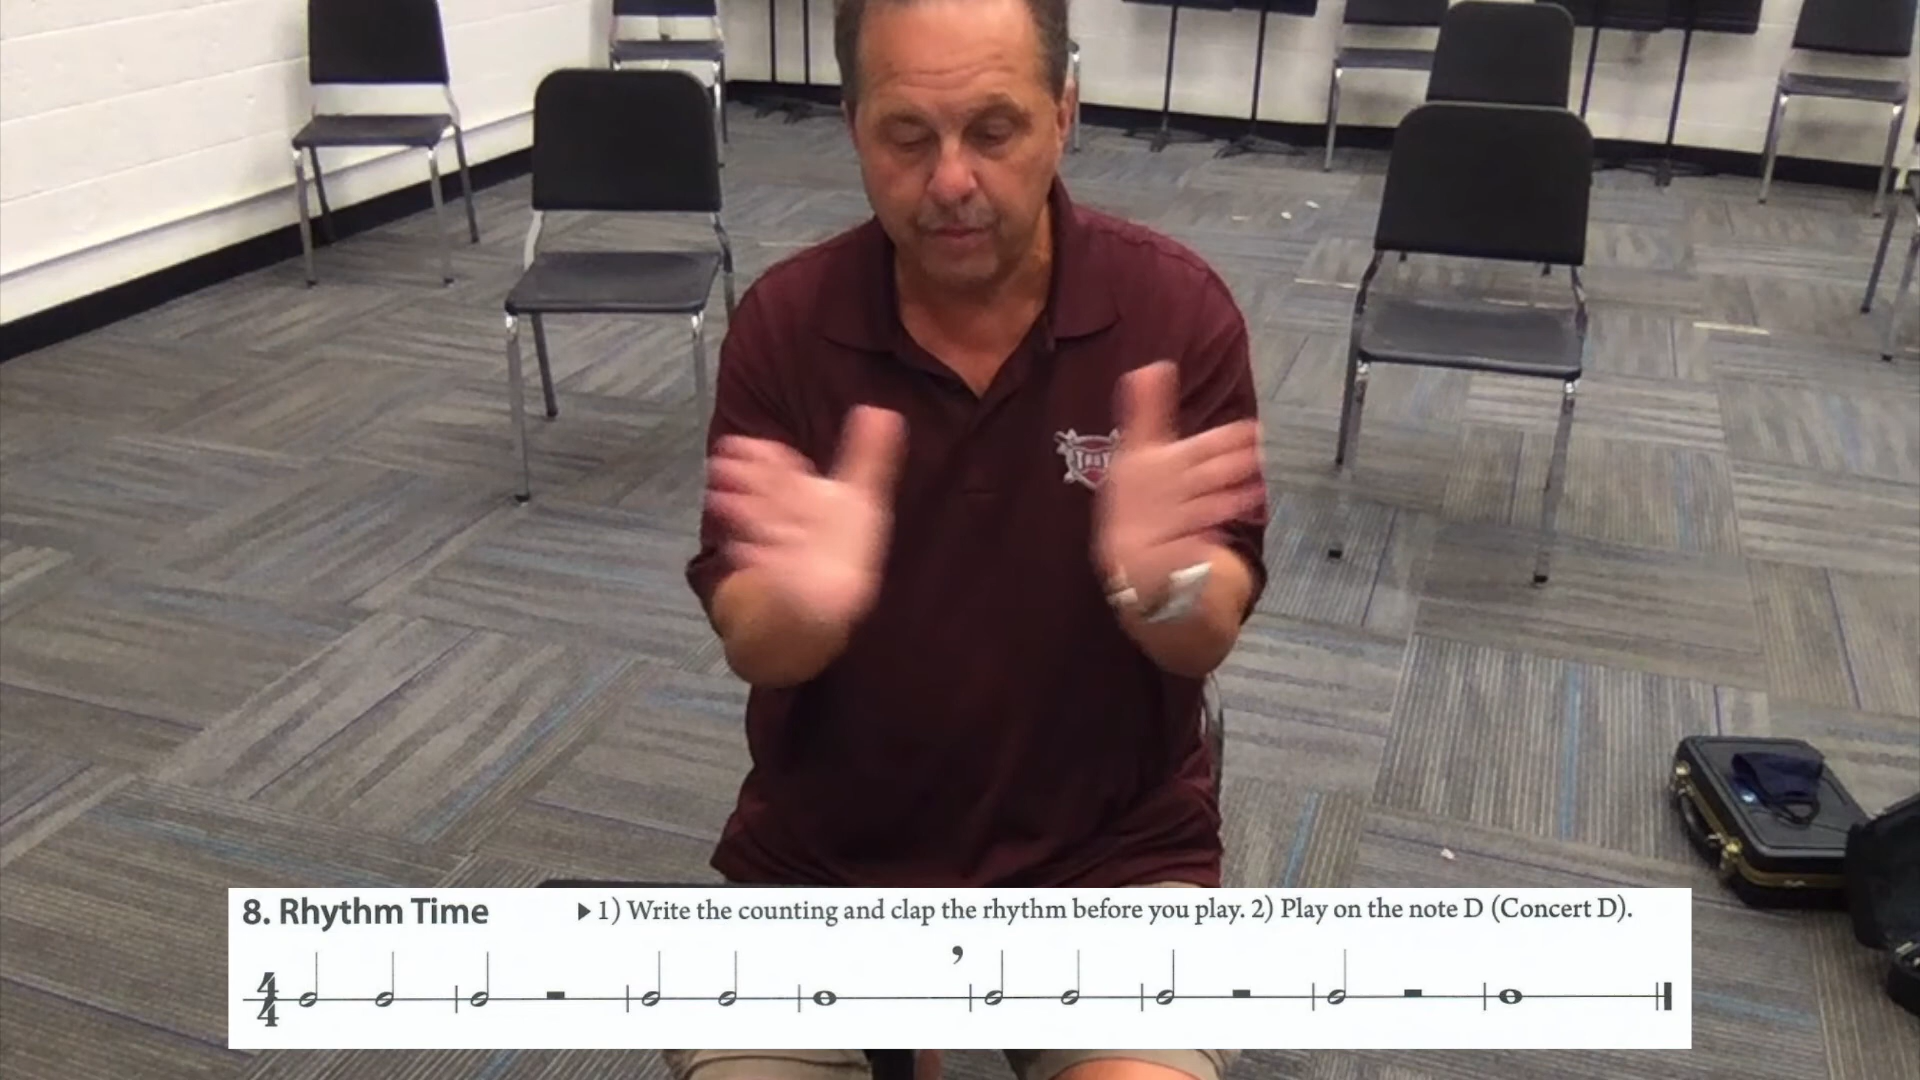 TROY
8. Rhythm Time
▶ 1) Write the counting and clap the rhythm before you play. 2) Play on the note D (Concert D).
4
4